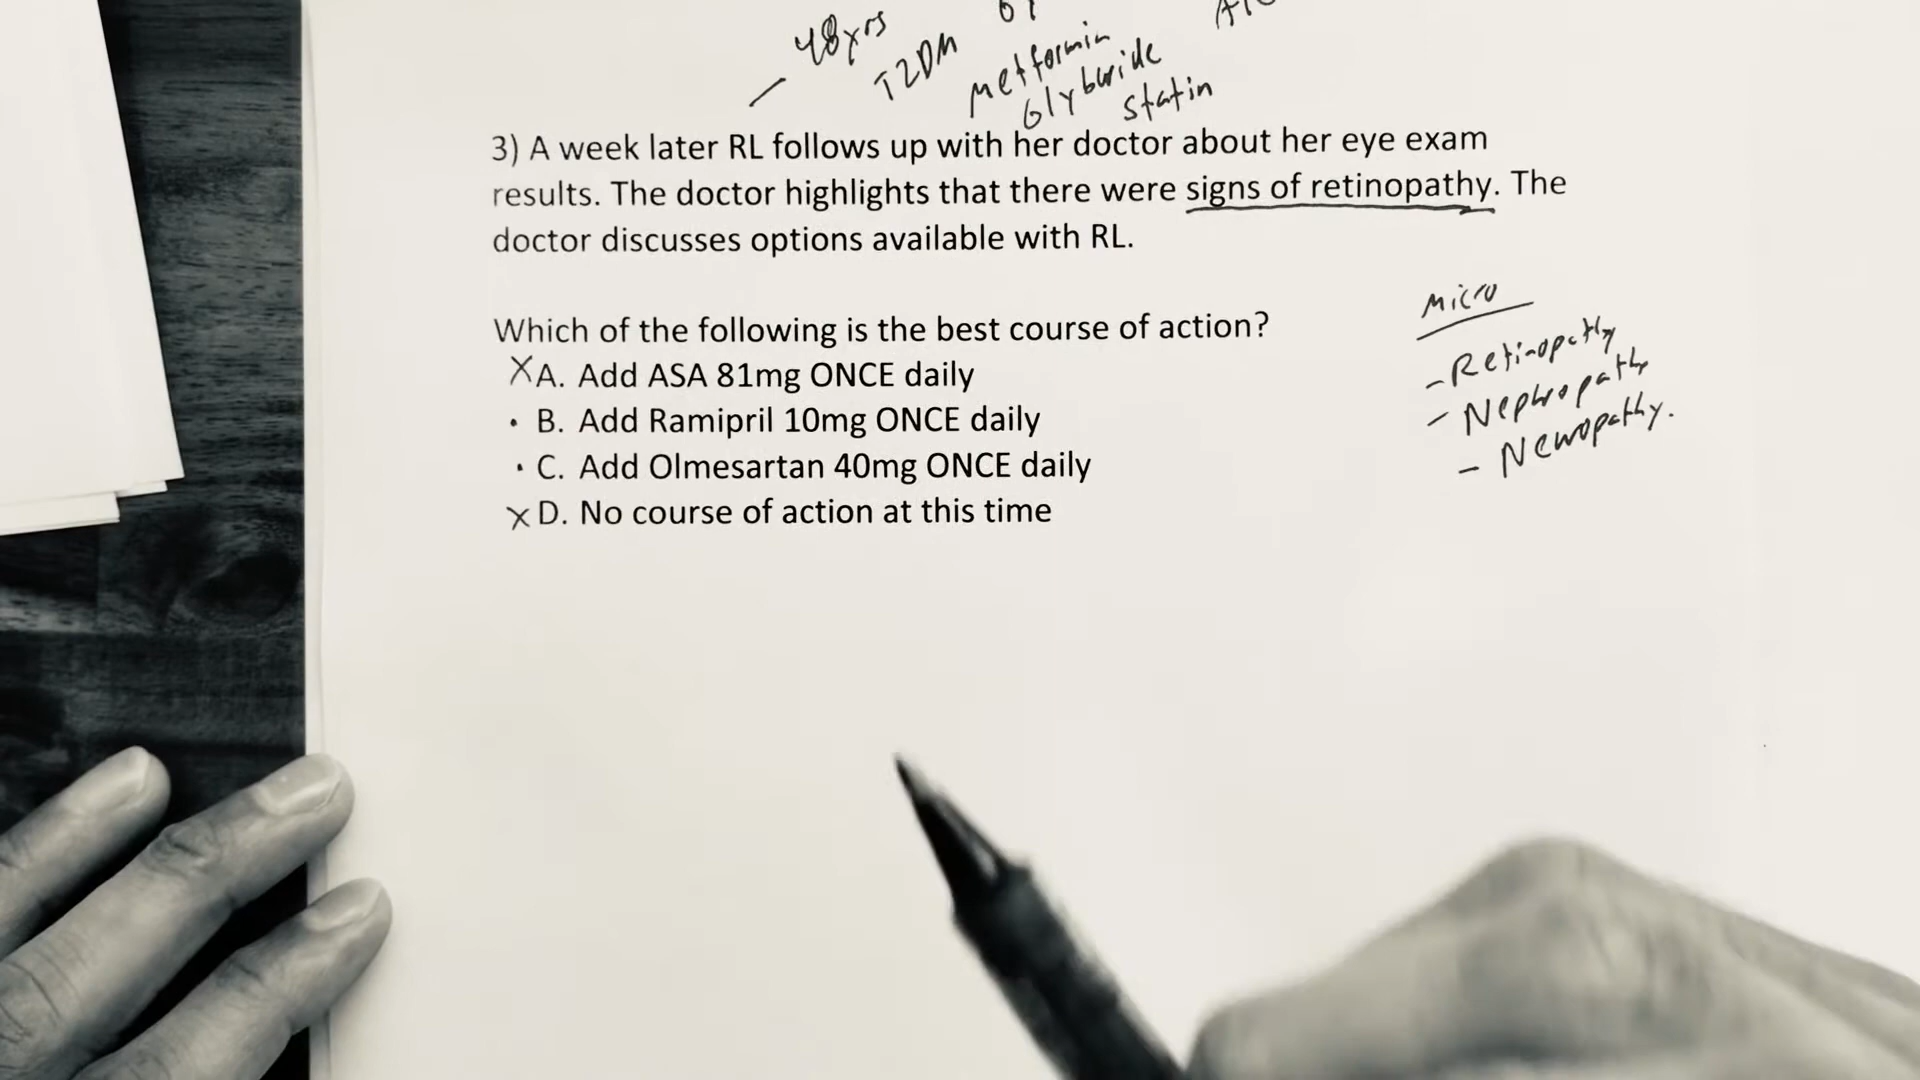 48yrs
T2DM
metformin
Glyburide
statin
3) A week later RL follows up with her doctor about her eye exam
results. The doctor highlights that there were signs of retinopathy. The
doctor discusses options available with RL.
Which of the following is the best course of action?
X A. Add ASA 81mg ONCE daily
· B. Add Ramipril 10mg ONCE daily
· C. Add Olmesartan 40mg ONCE daily
X D. No course of action at this time
Micro
- Retinopathy
- Nephropathy
- Neuropathy.